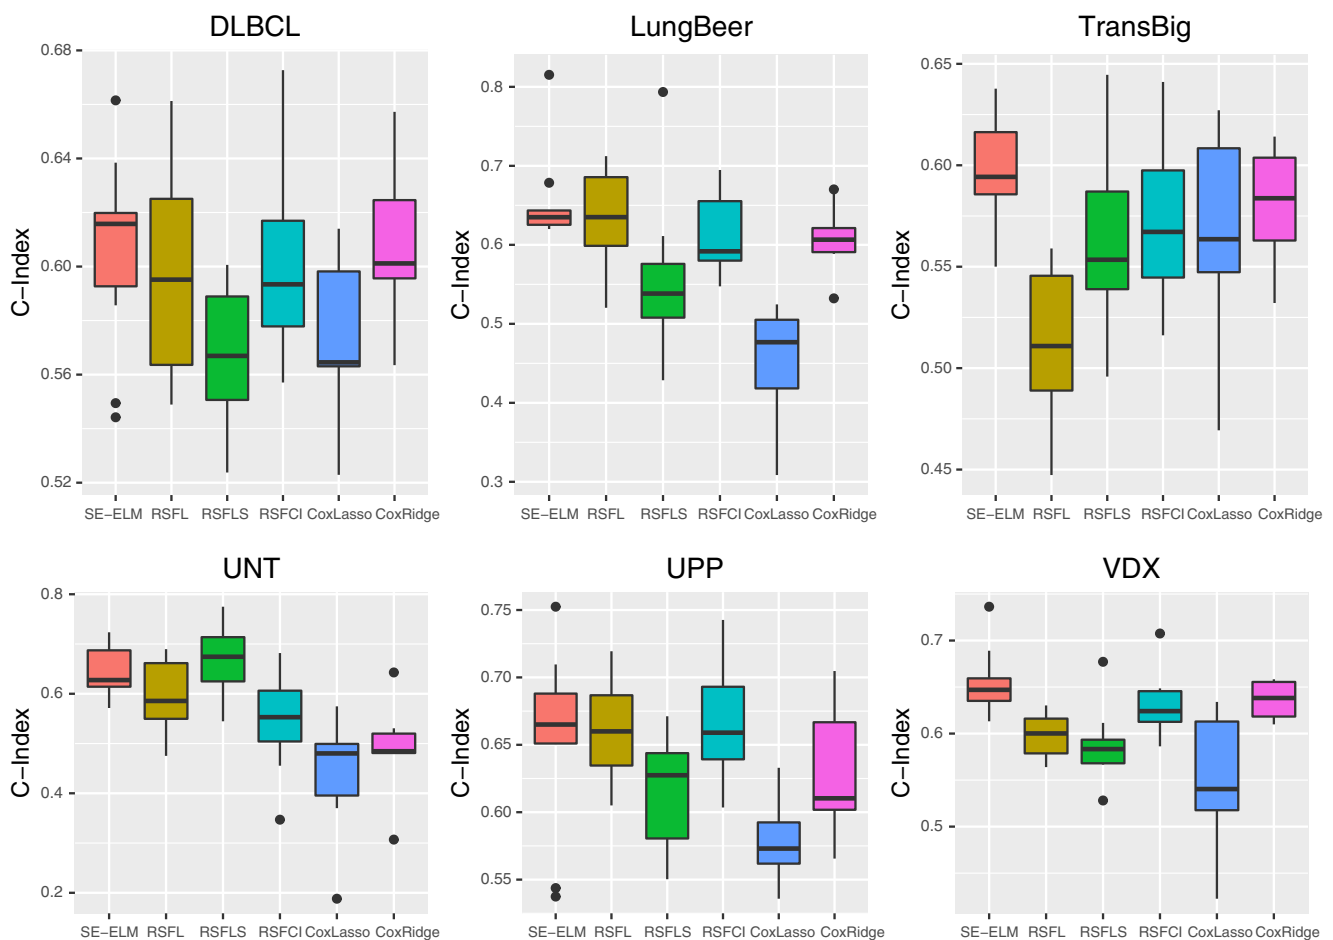 DLBCL
C−Index
0.68
0.64
0.60
0.56
0.52
SE−ELM RSFL RSFLS RSFCI CoxLasso CoxRidge
LungBeer
C−Index
0.8
0.7
0.6
0.5
0.4
0.3
SE−ELM RSFL RSFLS RSFCI CoxLasso CoxRidge
TransBig
C−Index
0.65
0.60
0.55
0.50
0.45
SE−ELM RSFL RSFLS RSFCI CoxLasso CoxRidge
UNT
C−Index
0.8
0.6
0.4
0.2
SE−ELM RSFL RSFLS RSFCI CoxLasso CoxRidge
UPP
C−Index
0.75
0.70
0.65
0.60
0.55
SE−ELM RSFL RSFLS RSFCI CoxLasso CoxRidge
VDX
C−Index
0.7
0.6
0.5
SE−ELM RSFL RSFLS RSFCI CoxLasso CoxRidge